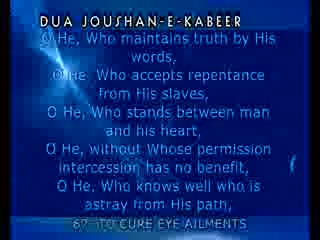 DUA JOUSHAN-E-KABEER
O He, Who maintains truth by His
words,
O He, Who accepts repentance
from His slaves,
O He, Who stands between man
and his heart,
O He, without Whose permission
intercession has no benefit,
O He, Who knows well who is
astray from His path,
67- TO CURE EYE AILMENTS